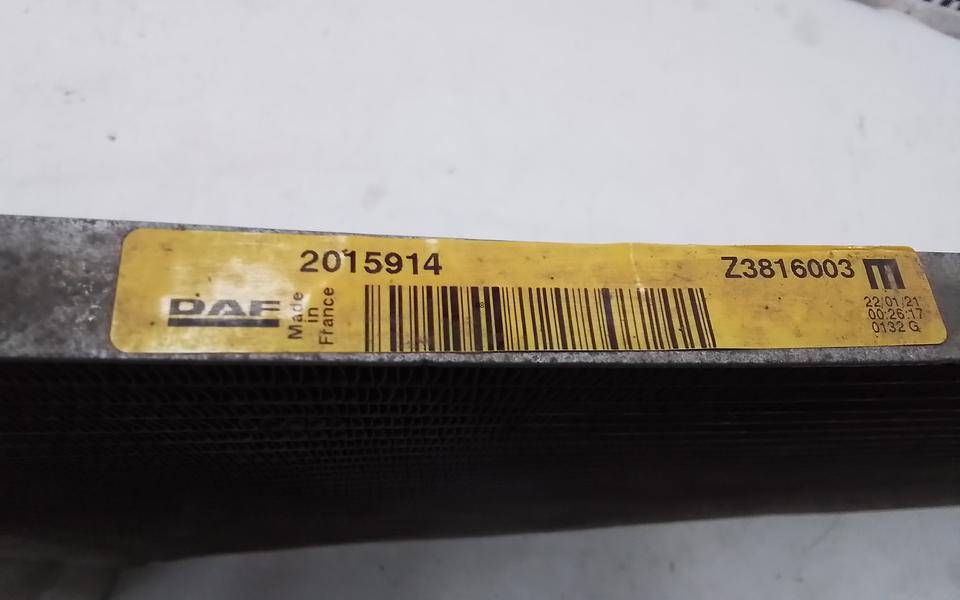 2015914
Z3816003
DAF
Made
in
France
22/01/21
00:26:17
0132 G